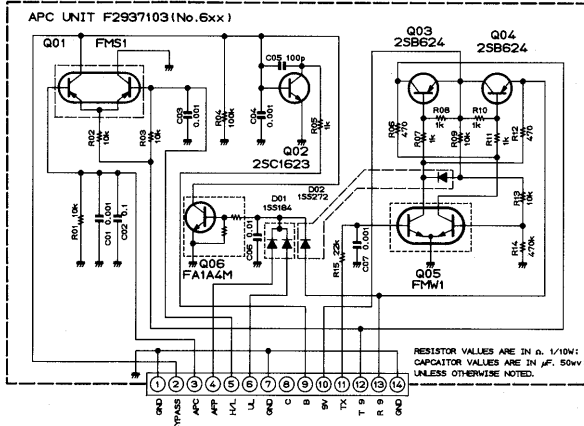 APC UNIT F2937103(No.6xx)
Q01
FMS1
Q03
2SB624
Q04
2SB624
C05 100p
R02
10k
R03
10k
C03
0.001
R04
100k
C04
0.001
R05
1k
Q02
2SC1623
R06
470
R07
1k
R08
1k
R09
10k
R10
1k
R11
1k
R12
470
R01 10k
C01 0.001
C02 0.1
D01
1SS184
D02
1SS272
R13
10k
R14
470k
C06 0.01
Q06
FA1A4M
R15 22k
C07 0.001
Q05
FMW1
RESISTOR VALUES ARE IN Ω. 1/10W:
CAPCAITOR VALUES ARE IN μF. 50wv
UNLESS OTHERWISE NOTED.
1 2 3 4 5 6 7 8 9 10 11 12 13 14
GND YPASS APC AFP H/L UL GND C B 9V TX T 9 R 9 GND